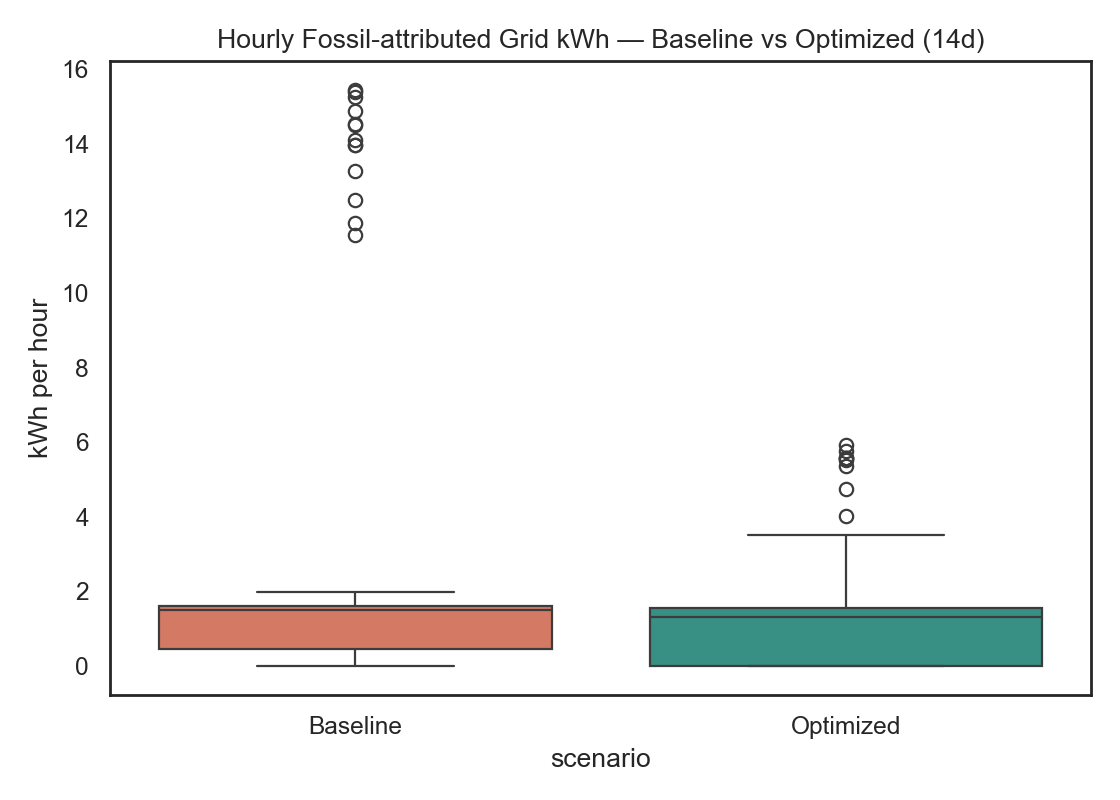 Hourly Fossil-attributed Grid kWh — Baseline vs Optimized (14d)
16
14
12
10
8
6
4
2
0
kWh per hour
Baseline
Optimized
scenario